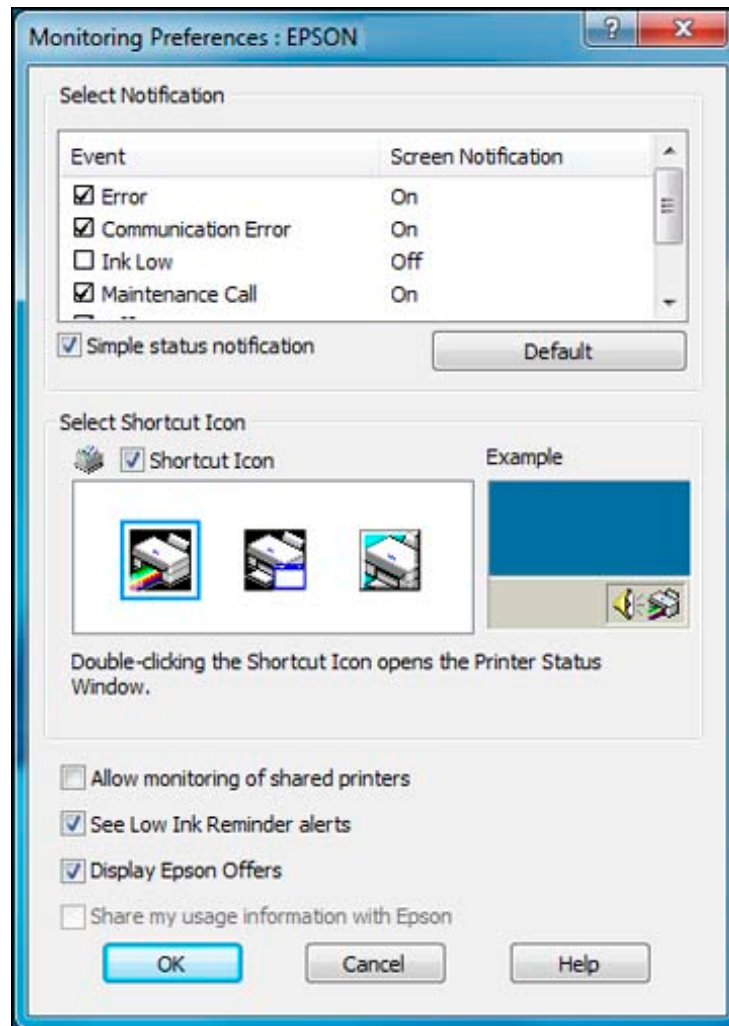 Monitoring Preferences : EPSON
Select Notification
Event Screen Notification
Error On
Communication Error On
Ink Low Off
Maintenance Call On
Simple status notification Default
Select Shortcut Icon
Shortcut Icon Example
Double-clicking the Shortcut Icon opens the Printer Status
Window.
Allow monitoring of shared printers
See Low Ink Reminder alerts
Display Epson Offers
Share my usage information with Epson
OK Cancel Help